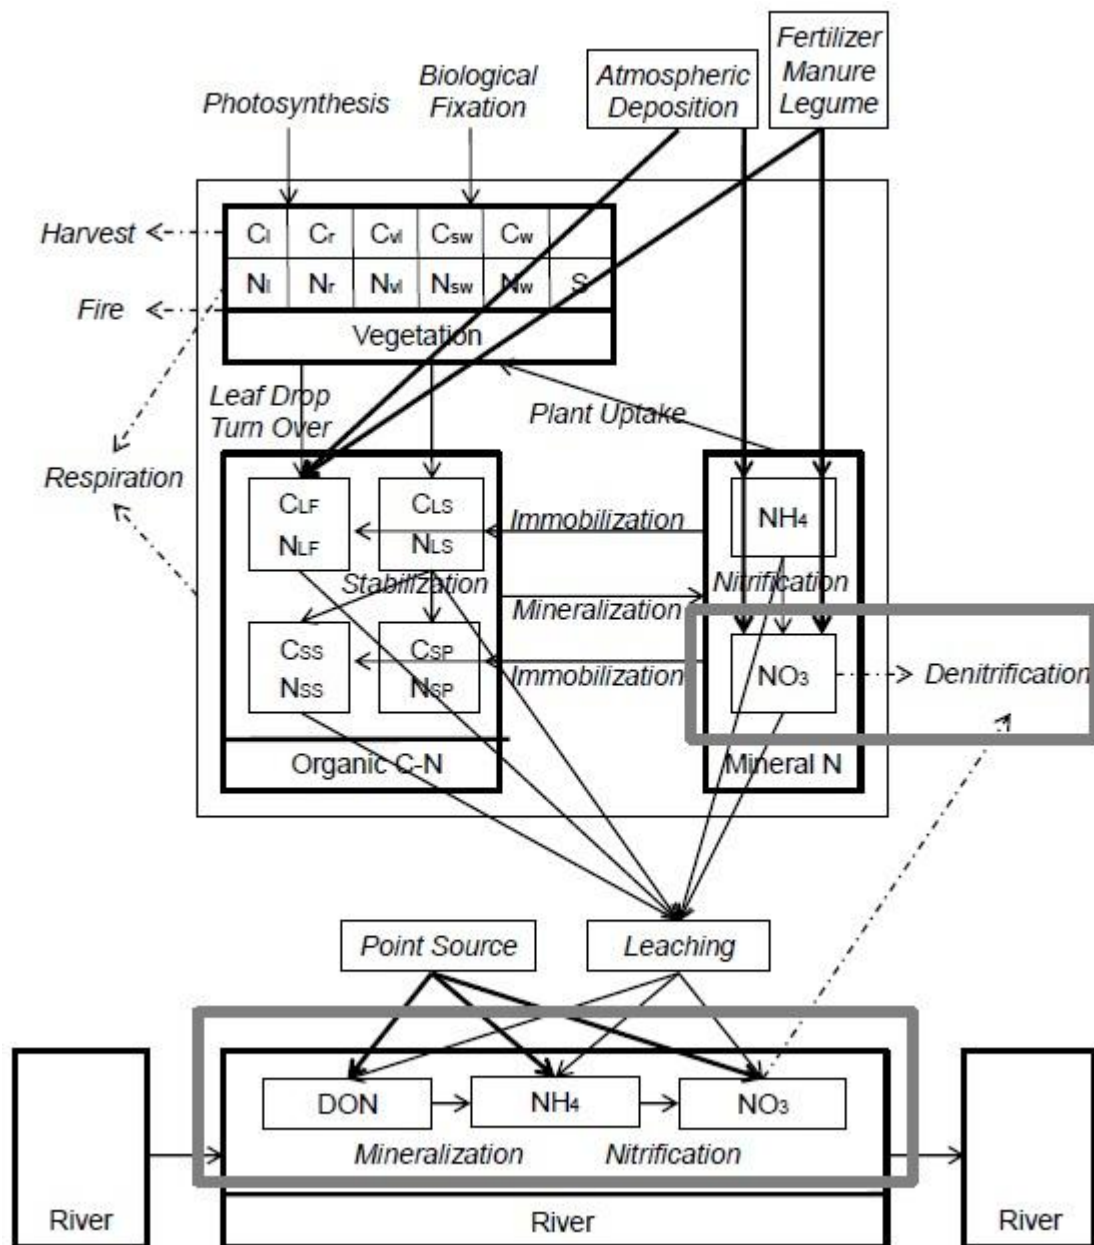 Fertilizer
Manure
Legume
Atmospheric
Deposition
Biological
Fixation
Photosynthesis
Harvest
Fire
Cl Cr Cvl Csw Cw
Nl Nr Nvl Nsw Nw S
Vegetation
Leaf Drop
Turn Over
Plant Uptake
Respiration
CLF CLS
NLF NLS
Immobilization
NH4
Stabilization
Mineralization
Nitrification
CSS CSP
NSS NSP
Immobilization
NO3
Denitrification
Organic C-N
Mineral N
Point Source
Leaching
DON
NH4
NO3
Mineralization
Nitrification
River
River
River